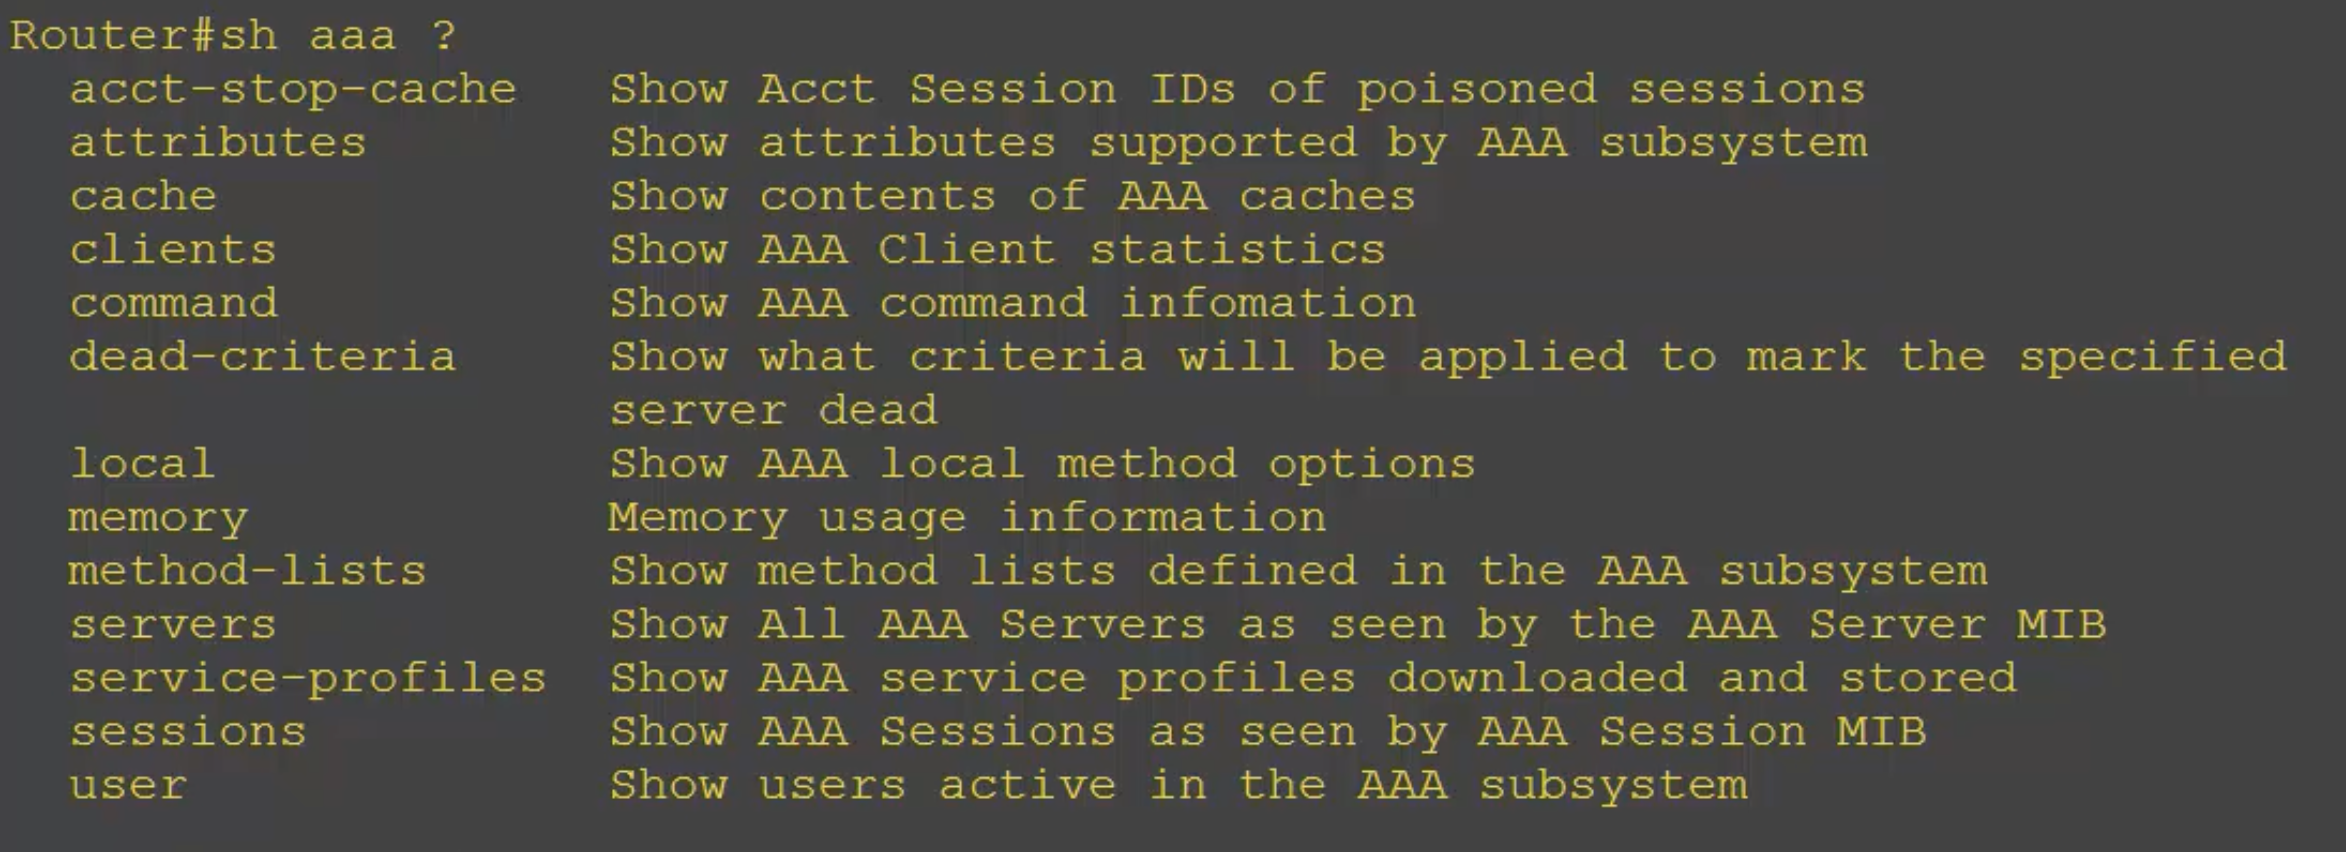 Router#sh aaa ?
acct-stop-cache Show Acct Session IDs of poisoned sessions
attributes Show attributes supported by AAA subsystem
cache Show contents of AAA caches
clients Show AAA Client statistics
command Show AAA command infomation
dead-criteria Show what criteria will be applied to mark the specified
server dead
local Show AAA local method options
memory Memory usage information
method-lists Show method lists defined in the AAA subsystem
servers Show All AAA Servers as seen by the AAA Server MIB
service-profiles Show AAA service profiles downloaded and stored
sessions Show AAA Sessions as seen by AAA Session MIB
user Show users active in the AAA subsystem